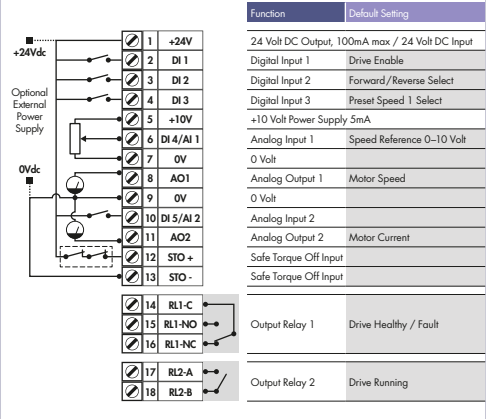 Function Default Setting
+24Vdc
Optional
External
Power
Supply
0Vdc
1 +24V 24 Volt DC Output, 100mA max / 24 Volt DC Input
2 DI 1 Digital Input 1 Drive Enable
3 DI 2 Digital Input 2 Forward/Reverse Select
4 DI 3 Digital Input 3 Preset Speed 1 Select
5 +10V +10 Volt Power Supply 5mA
6 DI 4/AI 1 Analog Input 1 Speed Reference 0–10 Volt
7 0V 0 Volt
8 AO1 Analog Output 1 Motor Speed
9 0V 0 Volt
10 DI 5/AI 2 Analog Input 2
11 AO2 Analog Output 2 Motor Current
12 STO + Safe Torque Off Input
13 STO - Safe Torque Off Input
14 RL1-C
15 RL1-NO Output Relay 1 Drive Healthy / Fault
16 RL1-NC
17 RL2-A
Output Relay 2 Drive Running
18 RL2-B